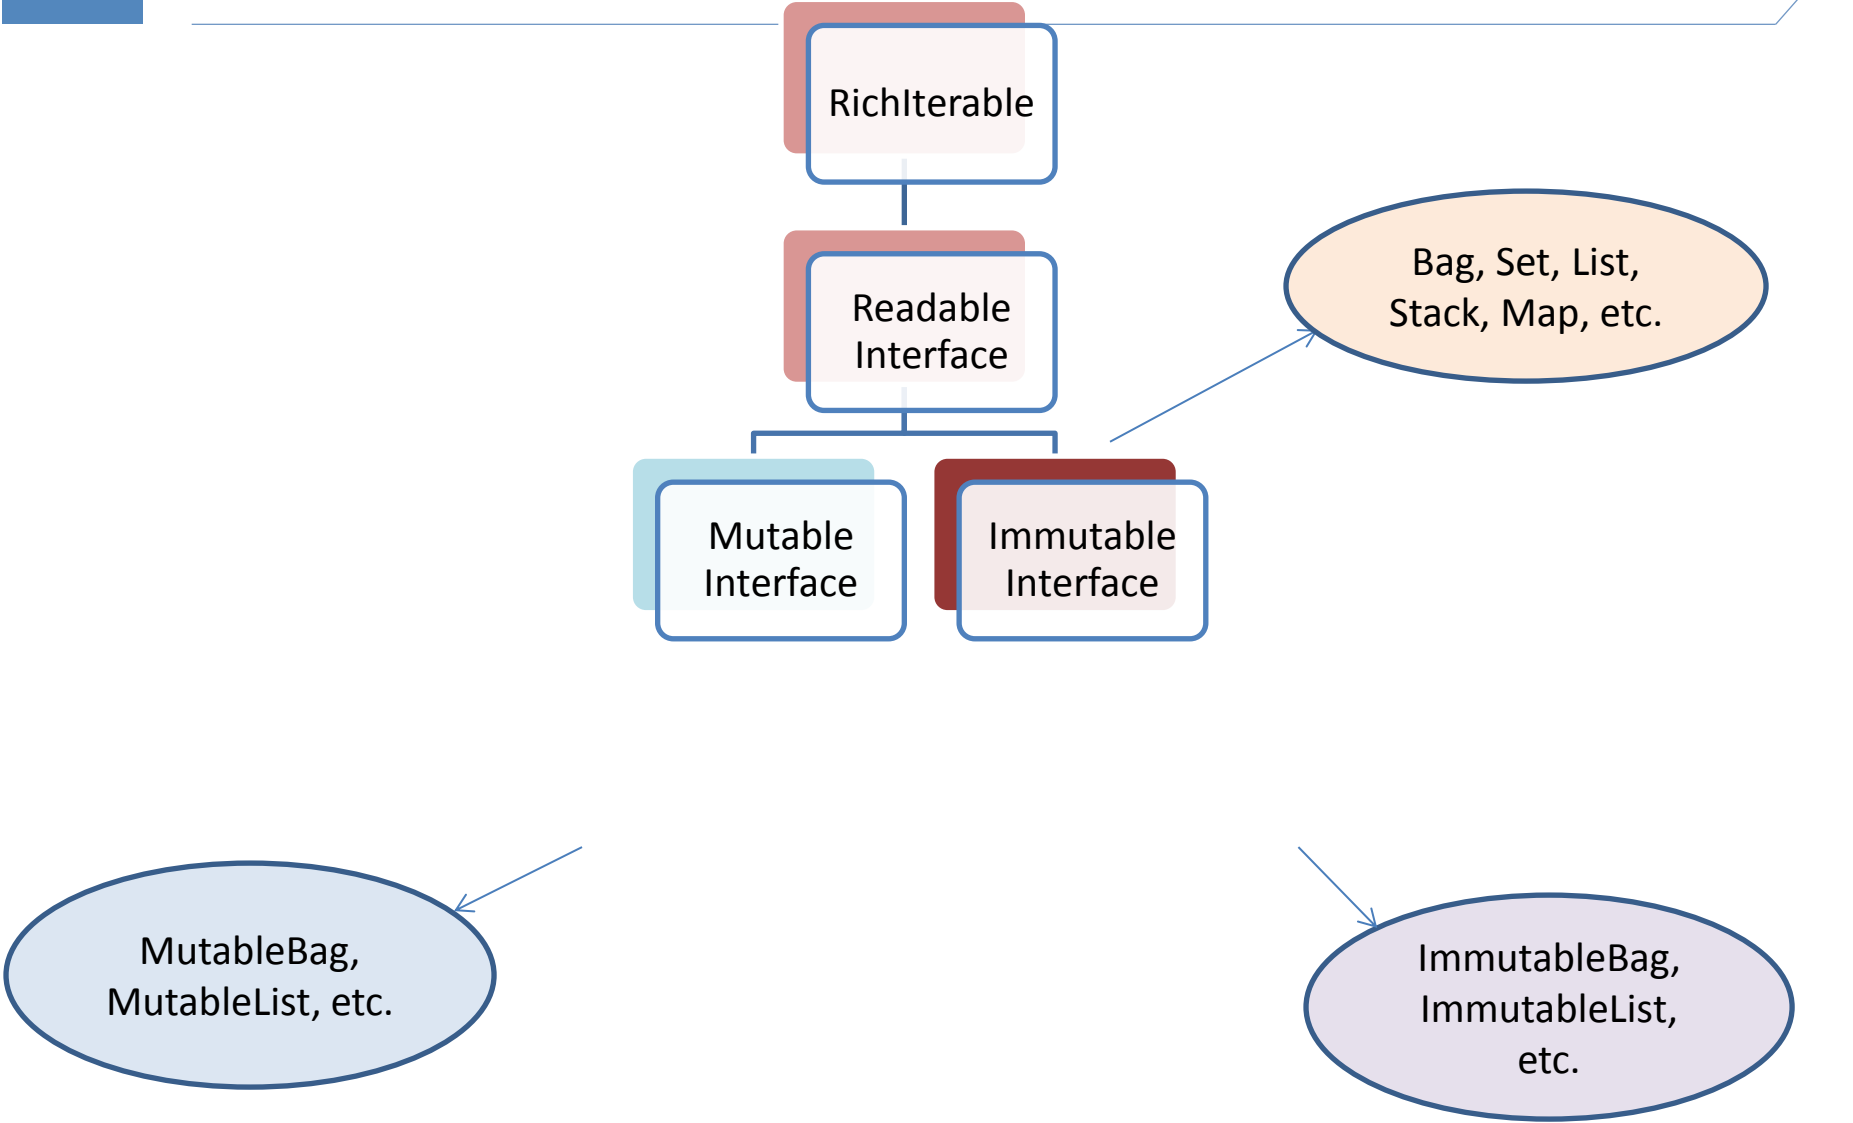 RichIterable
Readable
Interface
Bag, Set, List,
Stack, Map, etc.
Mutable
Interface
Immutable
Interface
MutableBag,
MutableList, etc.
ImmutableBag,
ImmutableList,
etc.